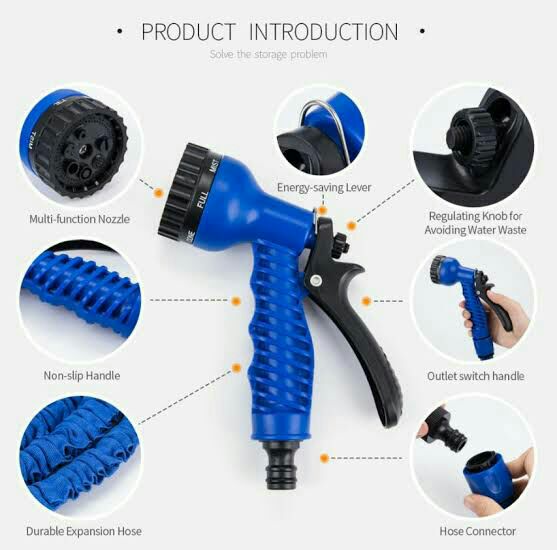 • PRODUCT INTRODUCTION •
Solve the storage problem
Energy-saving Lever
Multi-function Nozzle
Regulating Knob for
Avoiding Water Waste
MIST
FULL
Non-slip Handle
Outlet switch handle
Durable Expansion Hose
Hose Connector